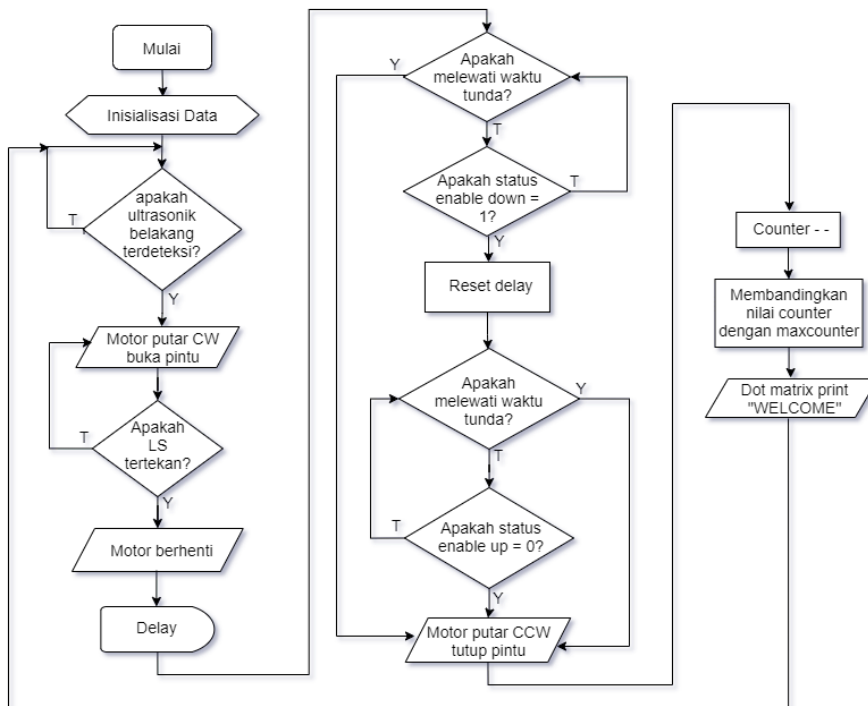 Mulai
Inisialisasi Data
apakah
ultrasonik
belakang
terdeteksi?
T
Y
Motor putar CW
buka pintu
Apakah
LS
tertekan?
T
Y
Motor berhenti
Delay
Apakah
melewati waktu
tunda?
Y
T
Apakah status
enable down =
1?
T
Y
Reset delay
Apakah
melewati waktu
tunda?
Y
T
Apakah status
enable up = 0?
T
Y
Motor putar CCW
tutup pintu
Counter - -
Membandingkan
nilai counter
dengan maxcounter
Dot matrix print
"WELCOME"